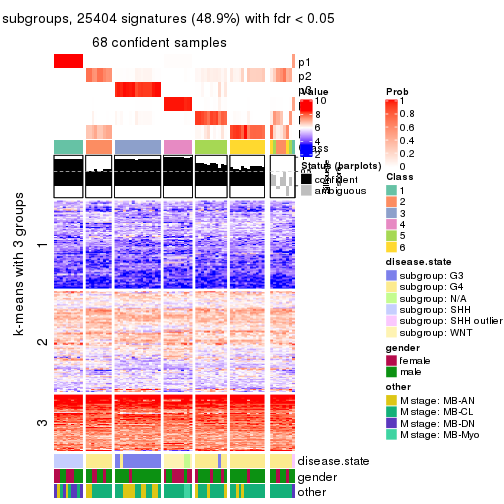 subgroups, 25404 signatures (48.9%) with fdr < 0.05
68 confident samples
p1
p2
Value
10
8
6
4
2
Prob
1
0.8
0.6
0.4
0.2
0
Class
1
2
3
4
5
6
Status (barplots)
confident
ambiguous
k-means with 3 groups
1
2
3
disease.state
subgroup: G3
subgroup: G4
subgroup: N/A
subgroup: SHH
subgroup: SHH outlier
subgroup: WNT
gender
female
male
other
M stage: MB-AN
M stage: MB-CL
M stage: MB-DN
M stage: MB-Myo
disease.state
gender
other